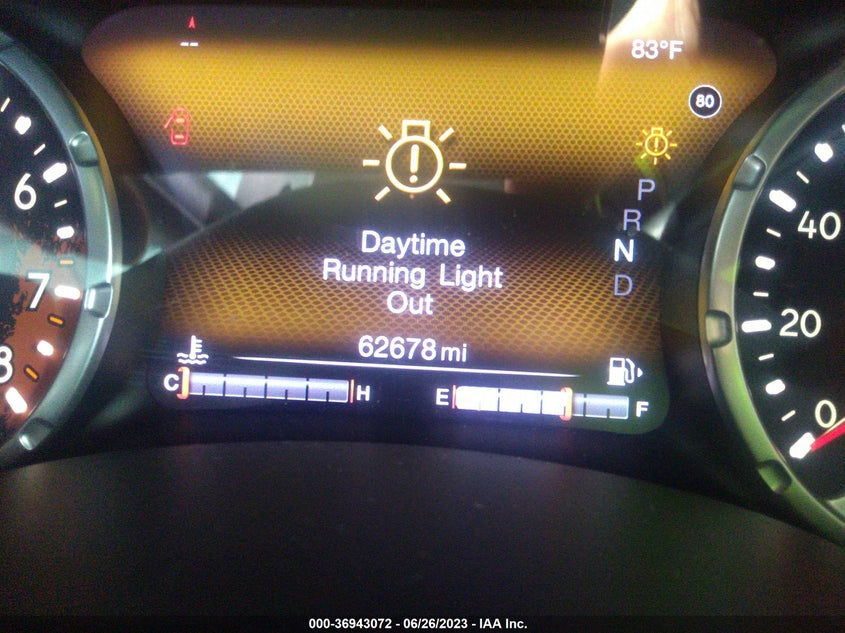 --
83°F
80
P
R
N
D
Daytime
Running Light
Out
62678 mi
C H
E F
6
7
8
40
20
0
000-36943072 - 06/26/2023 - IAA Inc.